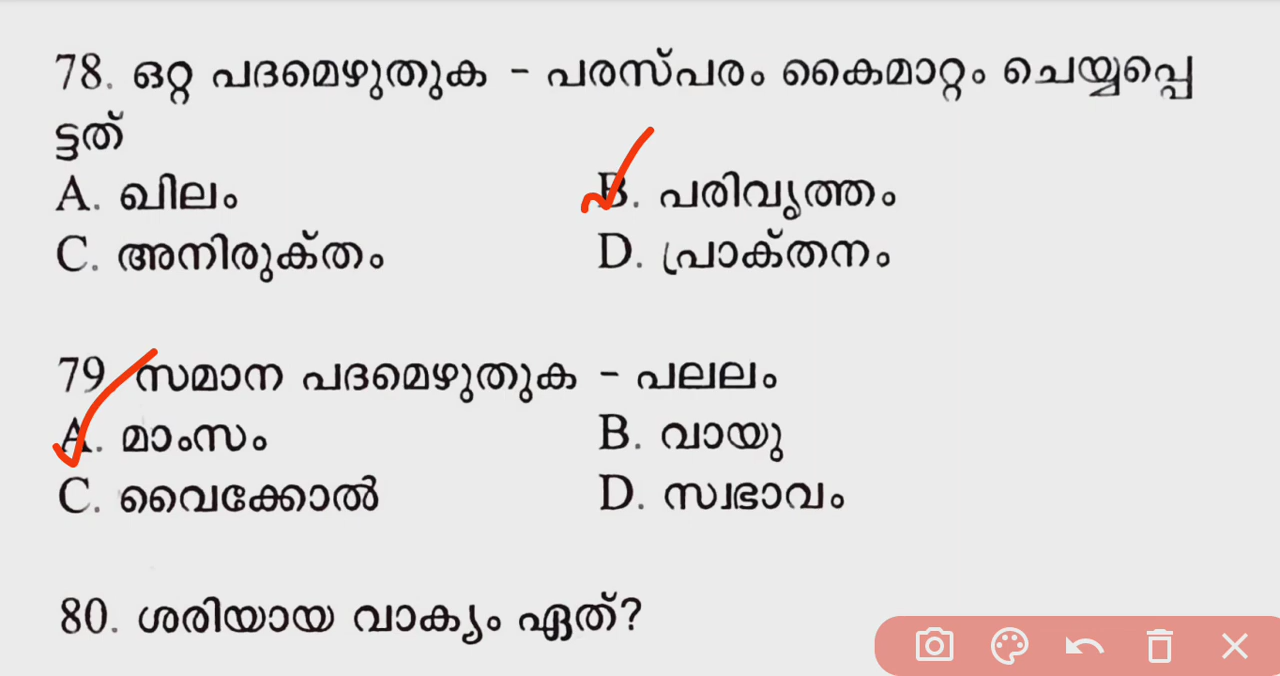 78. ഒറ്റ പദമെഴുതുക - പരസ്പരം കൈമാറ്റം ചെയ്യപ്പെ
ട്ടത്
A. ഖിലം B. പരിവൃത്തം
C. അനിരുക്തം D. പ്രാക്തനം
79. സമാന പദമെഴുതുക - പലലം
A. മാംസം B. വായു
C. വൈക്കോൽ D. സ്വഭാവം
80. ശരിയായ വാക്യം ഏത്?